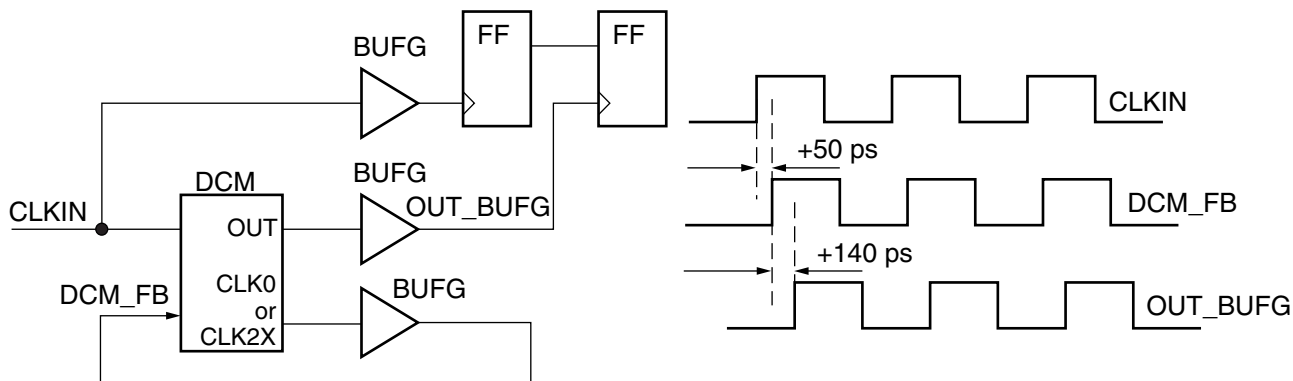 BUFG
FF
FF
BUFG
DCM
CLKIN
OUT
OUT_BUFG
CLK0
or
CLK2X
DCM_FB
BUFG
CLKIN
+50 ps
DCM_FB
+140 ps
OUT_BUFG